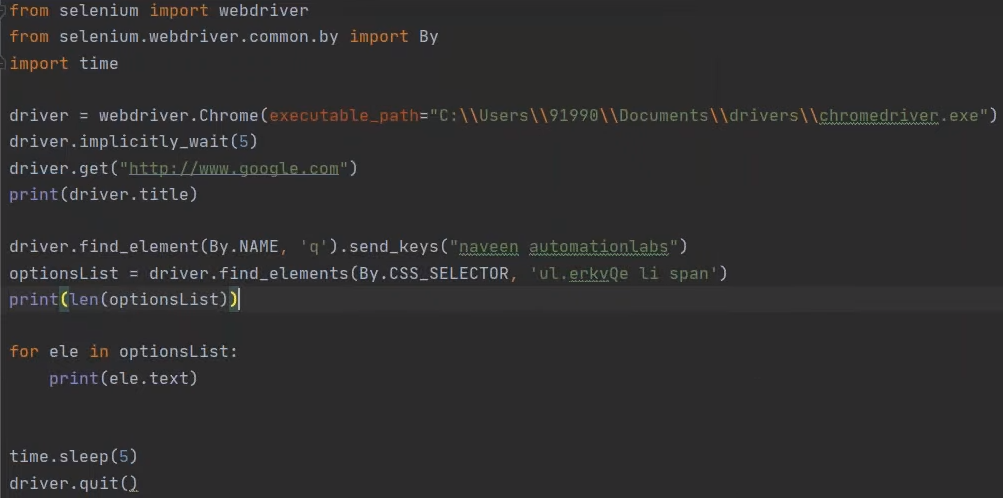 from selenium import webdriver
from selenium.webdriver.common.by import By
import time
driver = webdriver.Chrome(executable_path="C:\\Users\\91990\\Documents\\drivers\\chromedriver.exe")
driver.implicitly_wait(5)
driver.get("http://www.google.com")
print(driver.title)
driver.find_element(By.NAME, 'q').send_keys("naveen automationlabs")
optionsList = driver.find_elements(By.CSS_SELECTOR, 'ul.erkvQe li span')
print(len(optionsList))
for ele in optionsList:
    print(ele.text)
time.sleep(5)
driver.quit()